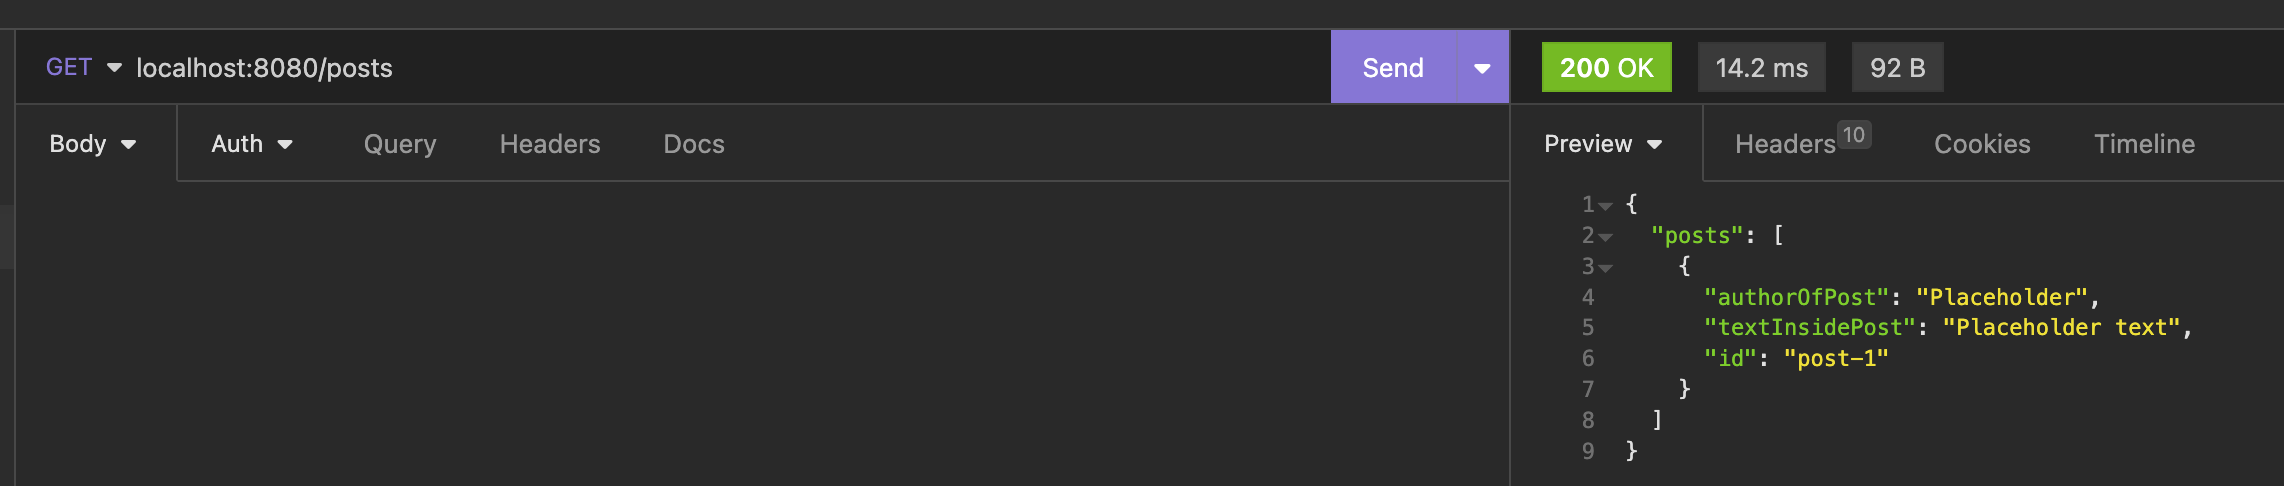 GET localhost:8080/posts Send 200 OK 14.2 ms 92 B
Body Auth Query Headers Docs Preview Headers 10 Cookies Timeline
1 {
2 "posts": [
3 {
4 "authorOfPost": "Placeholder",
5 "textInsidePost": "Placeholder text",
6 "id": "post-1"
7 }
8 ]
9 }